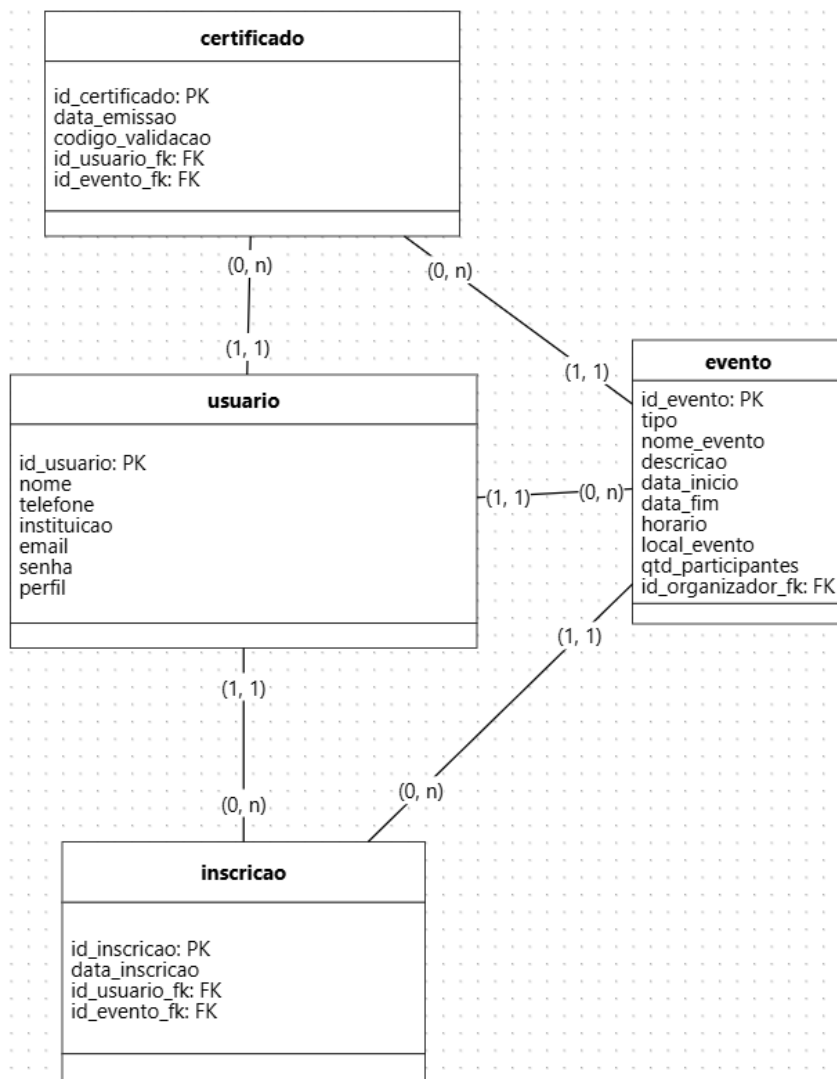 certificado
id_certificado: PK
data_emissao
codigo_validacao
id_usuario_fk: FK
id_evento_fk: FK
(0, n)
(0, n)
(1, 1)
(1, 1)
usuario
id_usuario: PK
nome
telefone
instituicao
email
senha
perfil
evento
id_evento: PK
tipo
nome_evento
descricao
data_inicio
data_fim
horario
local_evento
qtd_participantes
id_organizador_fk: FK
(1, 1)
(0, n)
(1, 1)
(1, 1)
(0, n)
(0, n)
inscricao
id_inscricao: PK
data_inscricao
id_usuario_fk: FK
id_evento_fk: FK